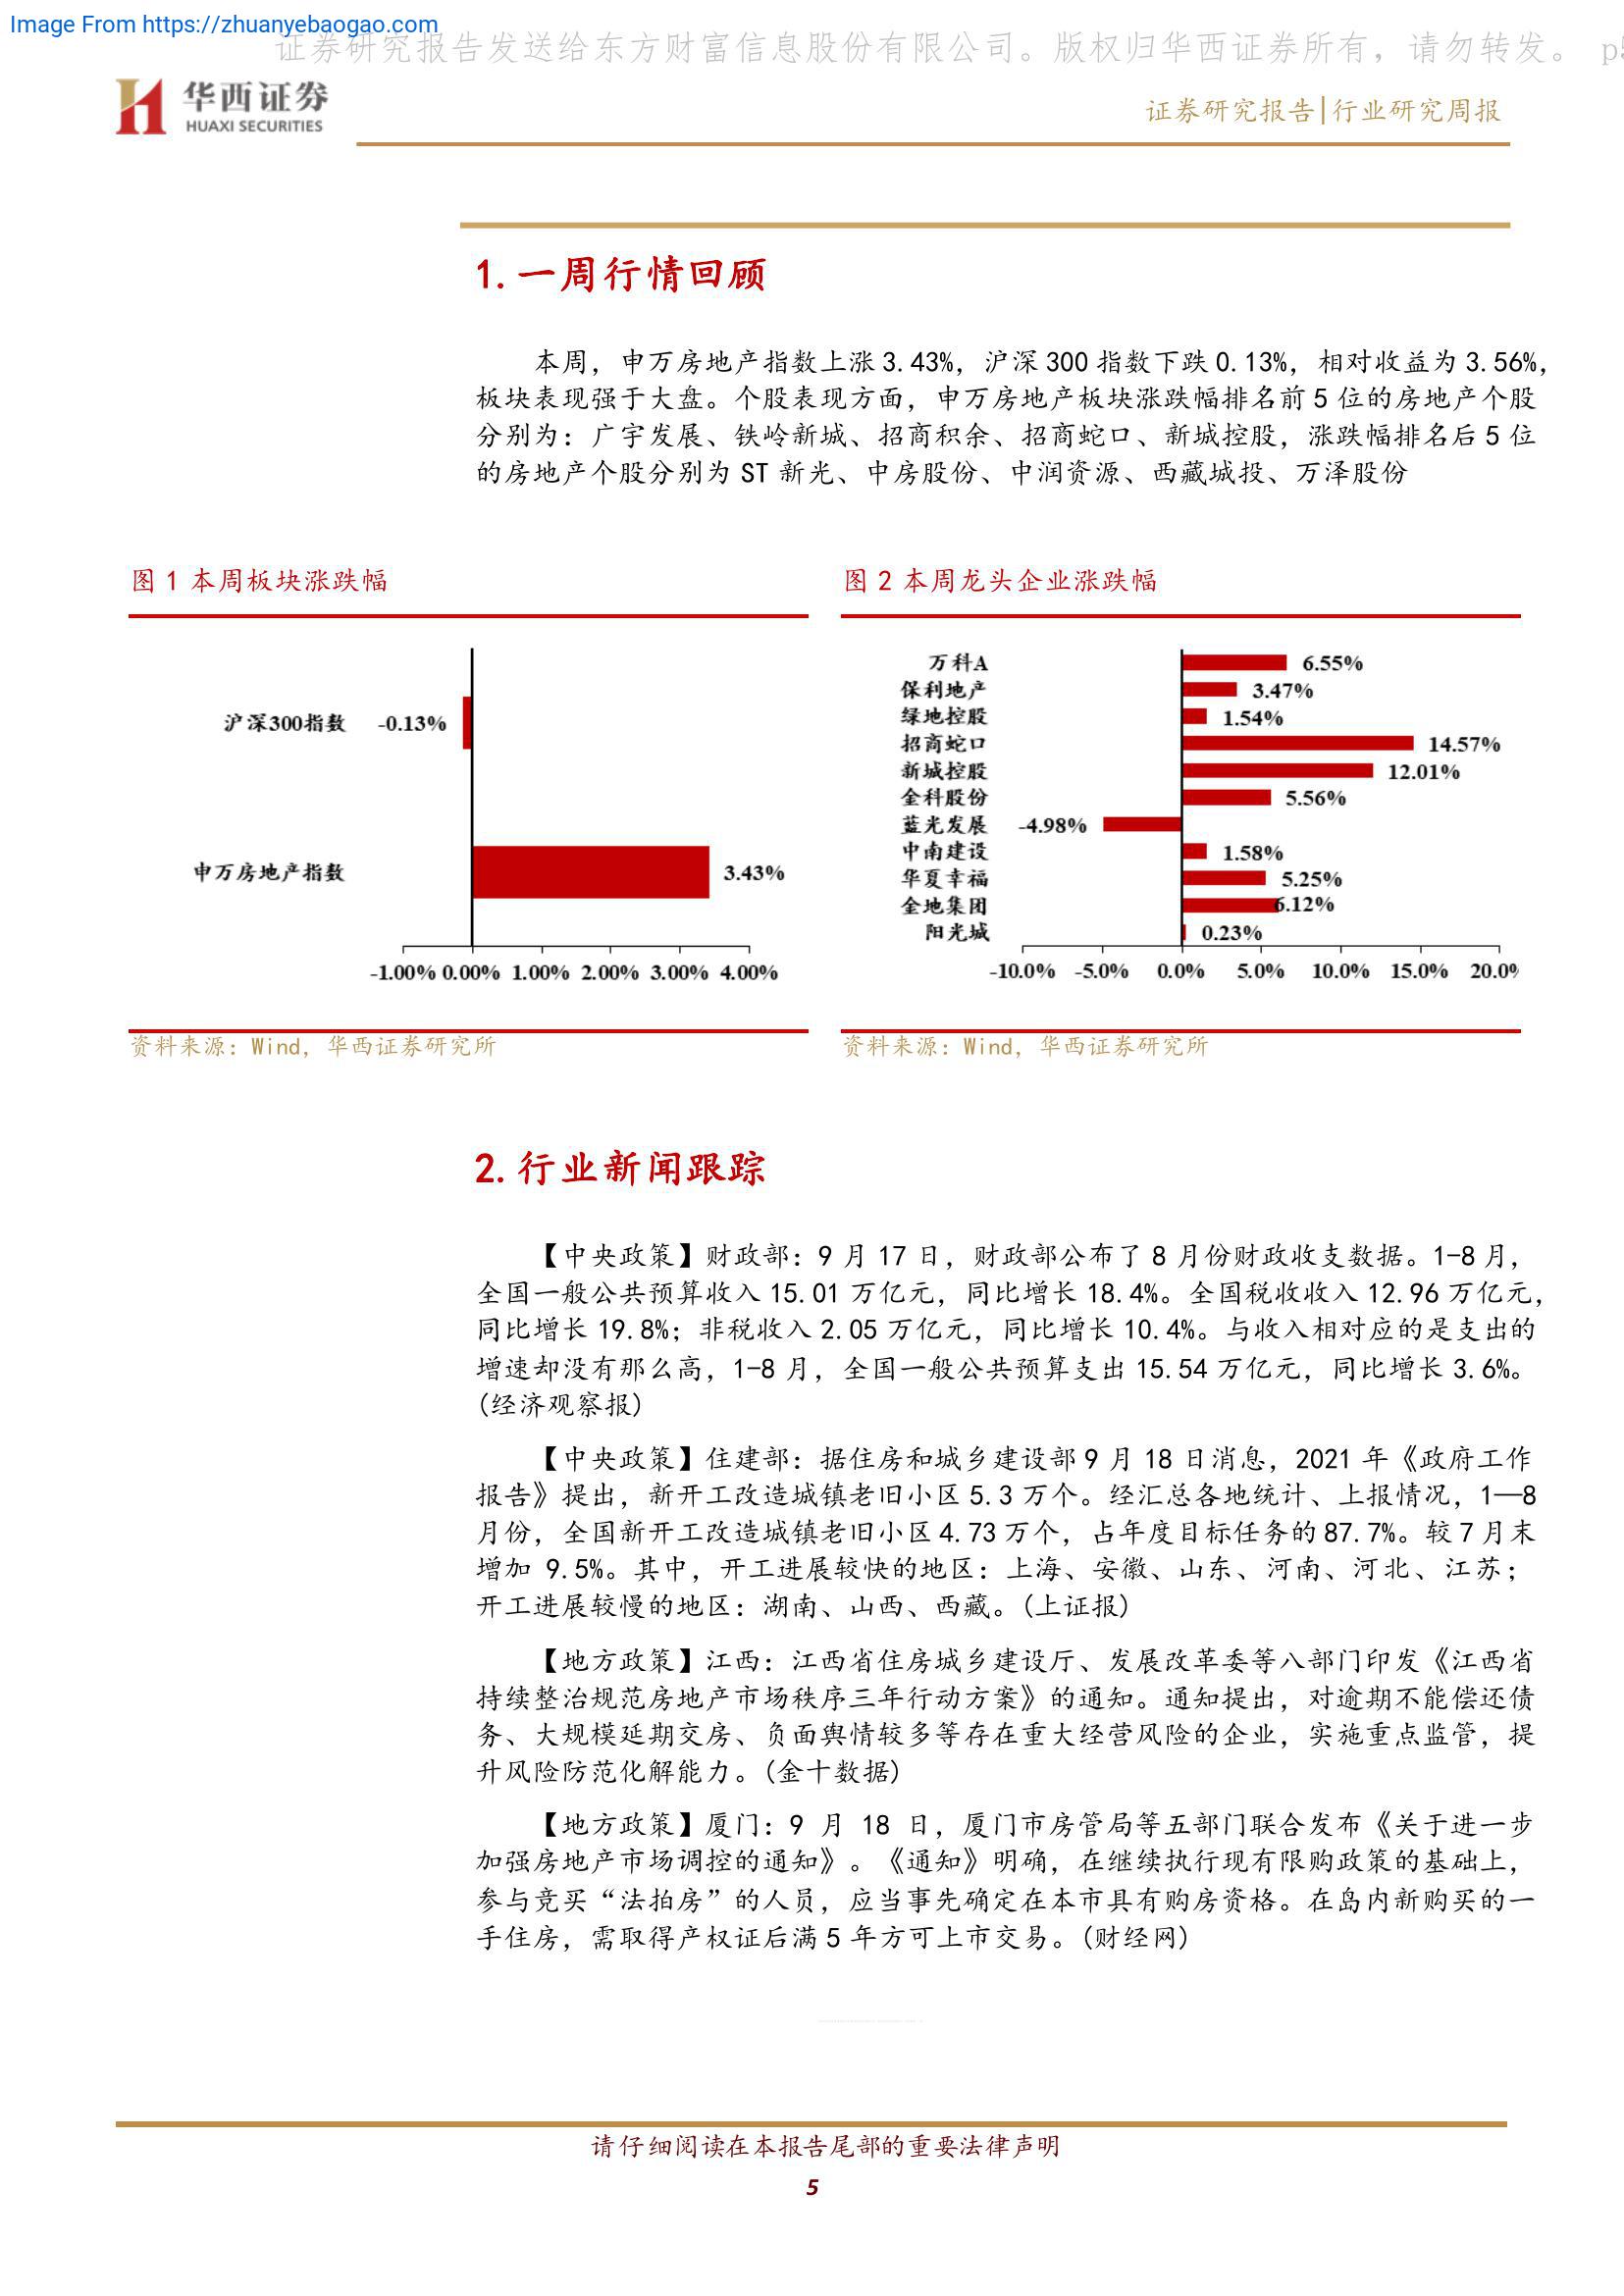 Image From https://zhuanyebaogao.com
证券研究报告发送给东方财富信息股份有限公司。版权归华西证券所有，请勿转发。 p5
华西证券
HUAXI SECURITIES
证券研究报告|行业研究周报
1. 一周行情回顾
本周，申万房地产指数上涨 3.43%，沪深 300 指数下跌 0.13%，相对收益为 3.56%，
板块表现强于大盘。个股表现方面，申万房地产板块涨跌幅排名前 5 位的房地产个股
分别为：广宇发展、铁岭新城、招商积余、招商蛇口、新城控股，涨跌幅排名后 5 位
的房地产个股分别为 ST 新光、中房股份、中润资源、西藏城投、万泽股份
图 1 本周板块涨跌幅
沪深300指数 -0.13%
申万房地产指数 3.43%
-1.00% 0.00% 1.00% 2.00% 3.00% 4.00%
资料来源：Wind，华西证券研究所
图 2 本周龙头企业涨跌幅
万科A 6.55%
保利地产 3.47%
绿地控股 1.54%
招商蛇口 14.57%
新城控股 12.01%
金科股份 5.56%
蓝光发展 -4.98%
中南建设 1.58%
华夏幸福 5.25%
金地集团 6.12%
阳光城 0.23%
-10.0% -5.0% 0.0% 5.0% 10.0% 15.0% 20.0%
资料来源：Wind，华西证券研究所
2. 行业新闻跟踪
【中央政策】财政部：9 月 17 日，财政部公布了 8 月份财政收支数据。1-8 月，
全国一般公共预算收入 15.01 万亿元，同比增长 18.4%。全国税收收入 12.96 万亿元，
同比增长 19.8%；非税收入 2.05 万亿元，同比增长 10.4%。与收入相对应的是支出的
增速却没有那么高，1-8 月，全国一般公共预算支出 15.54 万亿元，同比增长 3.6%。
(经济观察报)
【中央政策】住建部：据住房和城乡建设部 9 月 18 日消息，2021 年《政府工作
报告》提出，新开工改造城镇老旧小区 5.3 万个。经汇总各地统计、上报情况，1—8
月份，全国新开工改造城镇老旧小区 4.73 万个，占年度目标任务的 87.7%。较 7 月末
增加 9.5%。其中，开工进展较快的地区：上海、安徽、山东、河南、河北、江苏；
开工进展较慢的地区：湖南、山西、西藏。(上证报)
【地方政策】江西：江西省住房城乡建设厅、发展改革委等八部门印发《江西省
持续整治规范房地产市场秩序三年行动方案》的通知。通知提出，对逾期不能偿还债
务、大规模延期交房、负面舆情较多等存在重大经营风险的企业，实施重点监管，提
升风险防范化解能力。(金十数据)
【地方政策】厦门：9 月 18 日，厦门市房管局等五部门联合发布《关于进一步
加强房地产市场调控的通知》。《通知》明确，在继续执行现有限购政策的基础上，
参与竞买“法拍房”的人员，应当事先确定在本市具有购房资格。在岛内新购买的一
手住房，需取得产权证后满 5 年方可上市交易。(财经网)
请仔细阅读在本报告尾部的重要法律声明
5